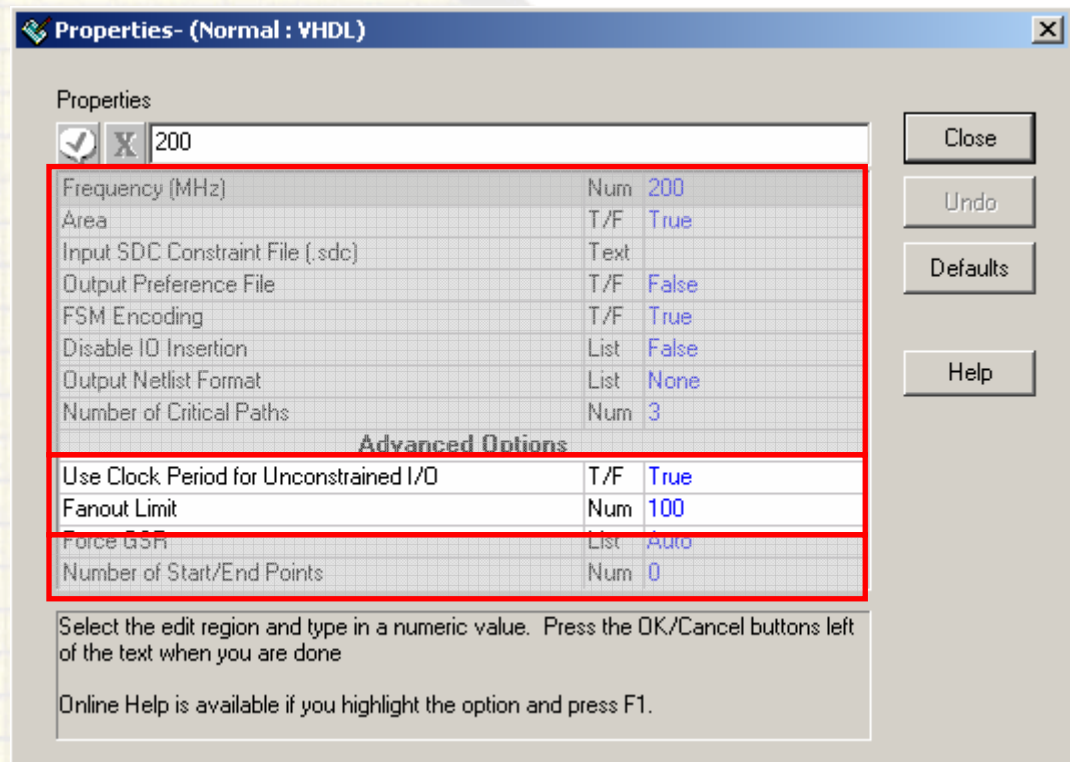 Properties- (Normal : VHDL)
Properties
200
Close
Undo
Defaults
Help
Frequency (MHz) Num 200
Area T/F True
Input SDC Constraint File (.sdc) Text
Output Preference File T/F False
FSM Encoding T/F True
Disable IO Insertion List False
Output Netlist Format List None
Number of Critical Paths Num 3
Advanced Options
Use Clock Period for Unconstrained I/O T/F True
Fanout Limit Num 100
Force GSR List Auto
Number of Start/End Points Num 0
Select the edit region and type in a numeric value. Press the OK/Cancel buttons left
of the text when you are done
Online Help is available if you highlight the option and press F1.